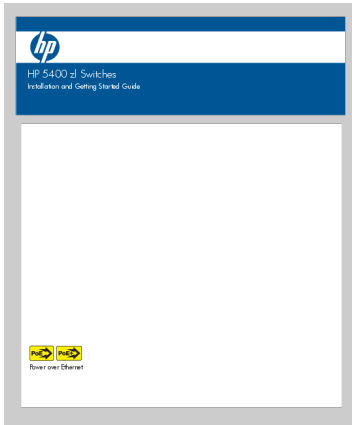 hp
HP 5400 zl Switches
Installation and Getting Started Guide
PoE PoE+
Power over Ethernet